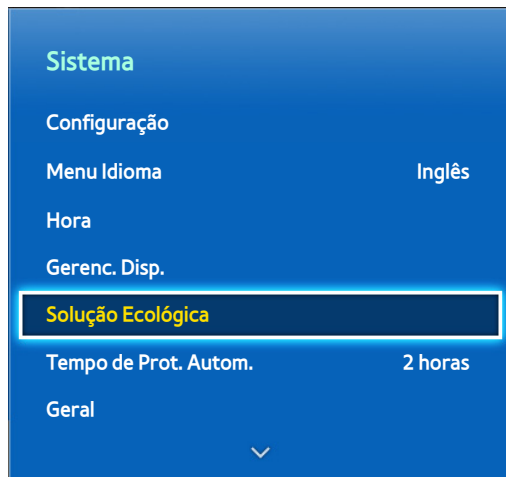 Sistema
Configuração
Menu Idioma Inglês
Hora
Gerenc. Disp.
Solução Ecológica
Tempo de Prot. Autom. 2 horas
Geral